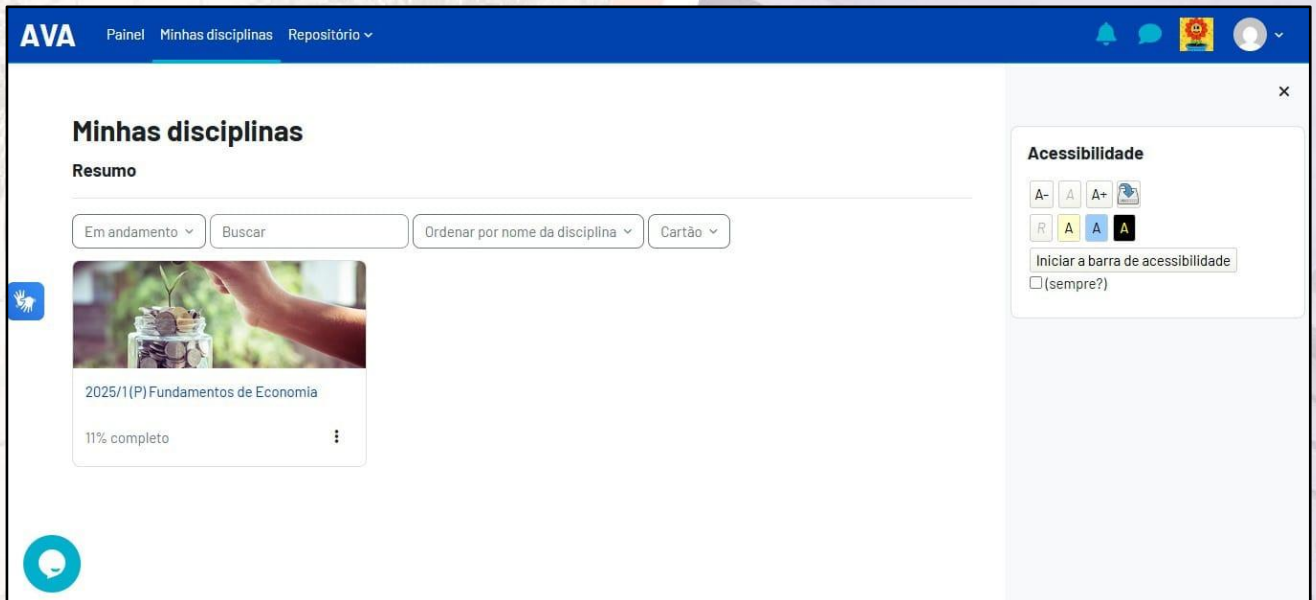 AVA Painel Minhas disciplinas Repositório
Minhas disciplinas
Resumo
Em andamento Buscar Ordenar por nome da disciplina Cartão
2025/1 (P) Fundamentos de Economia
11% completo
Acessibilidade
A- A A+
R A A A
Iniciar a barra de acessibilidade
(sempre?)